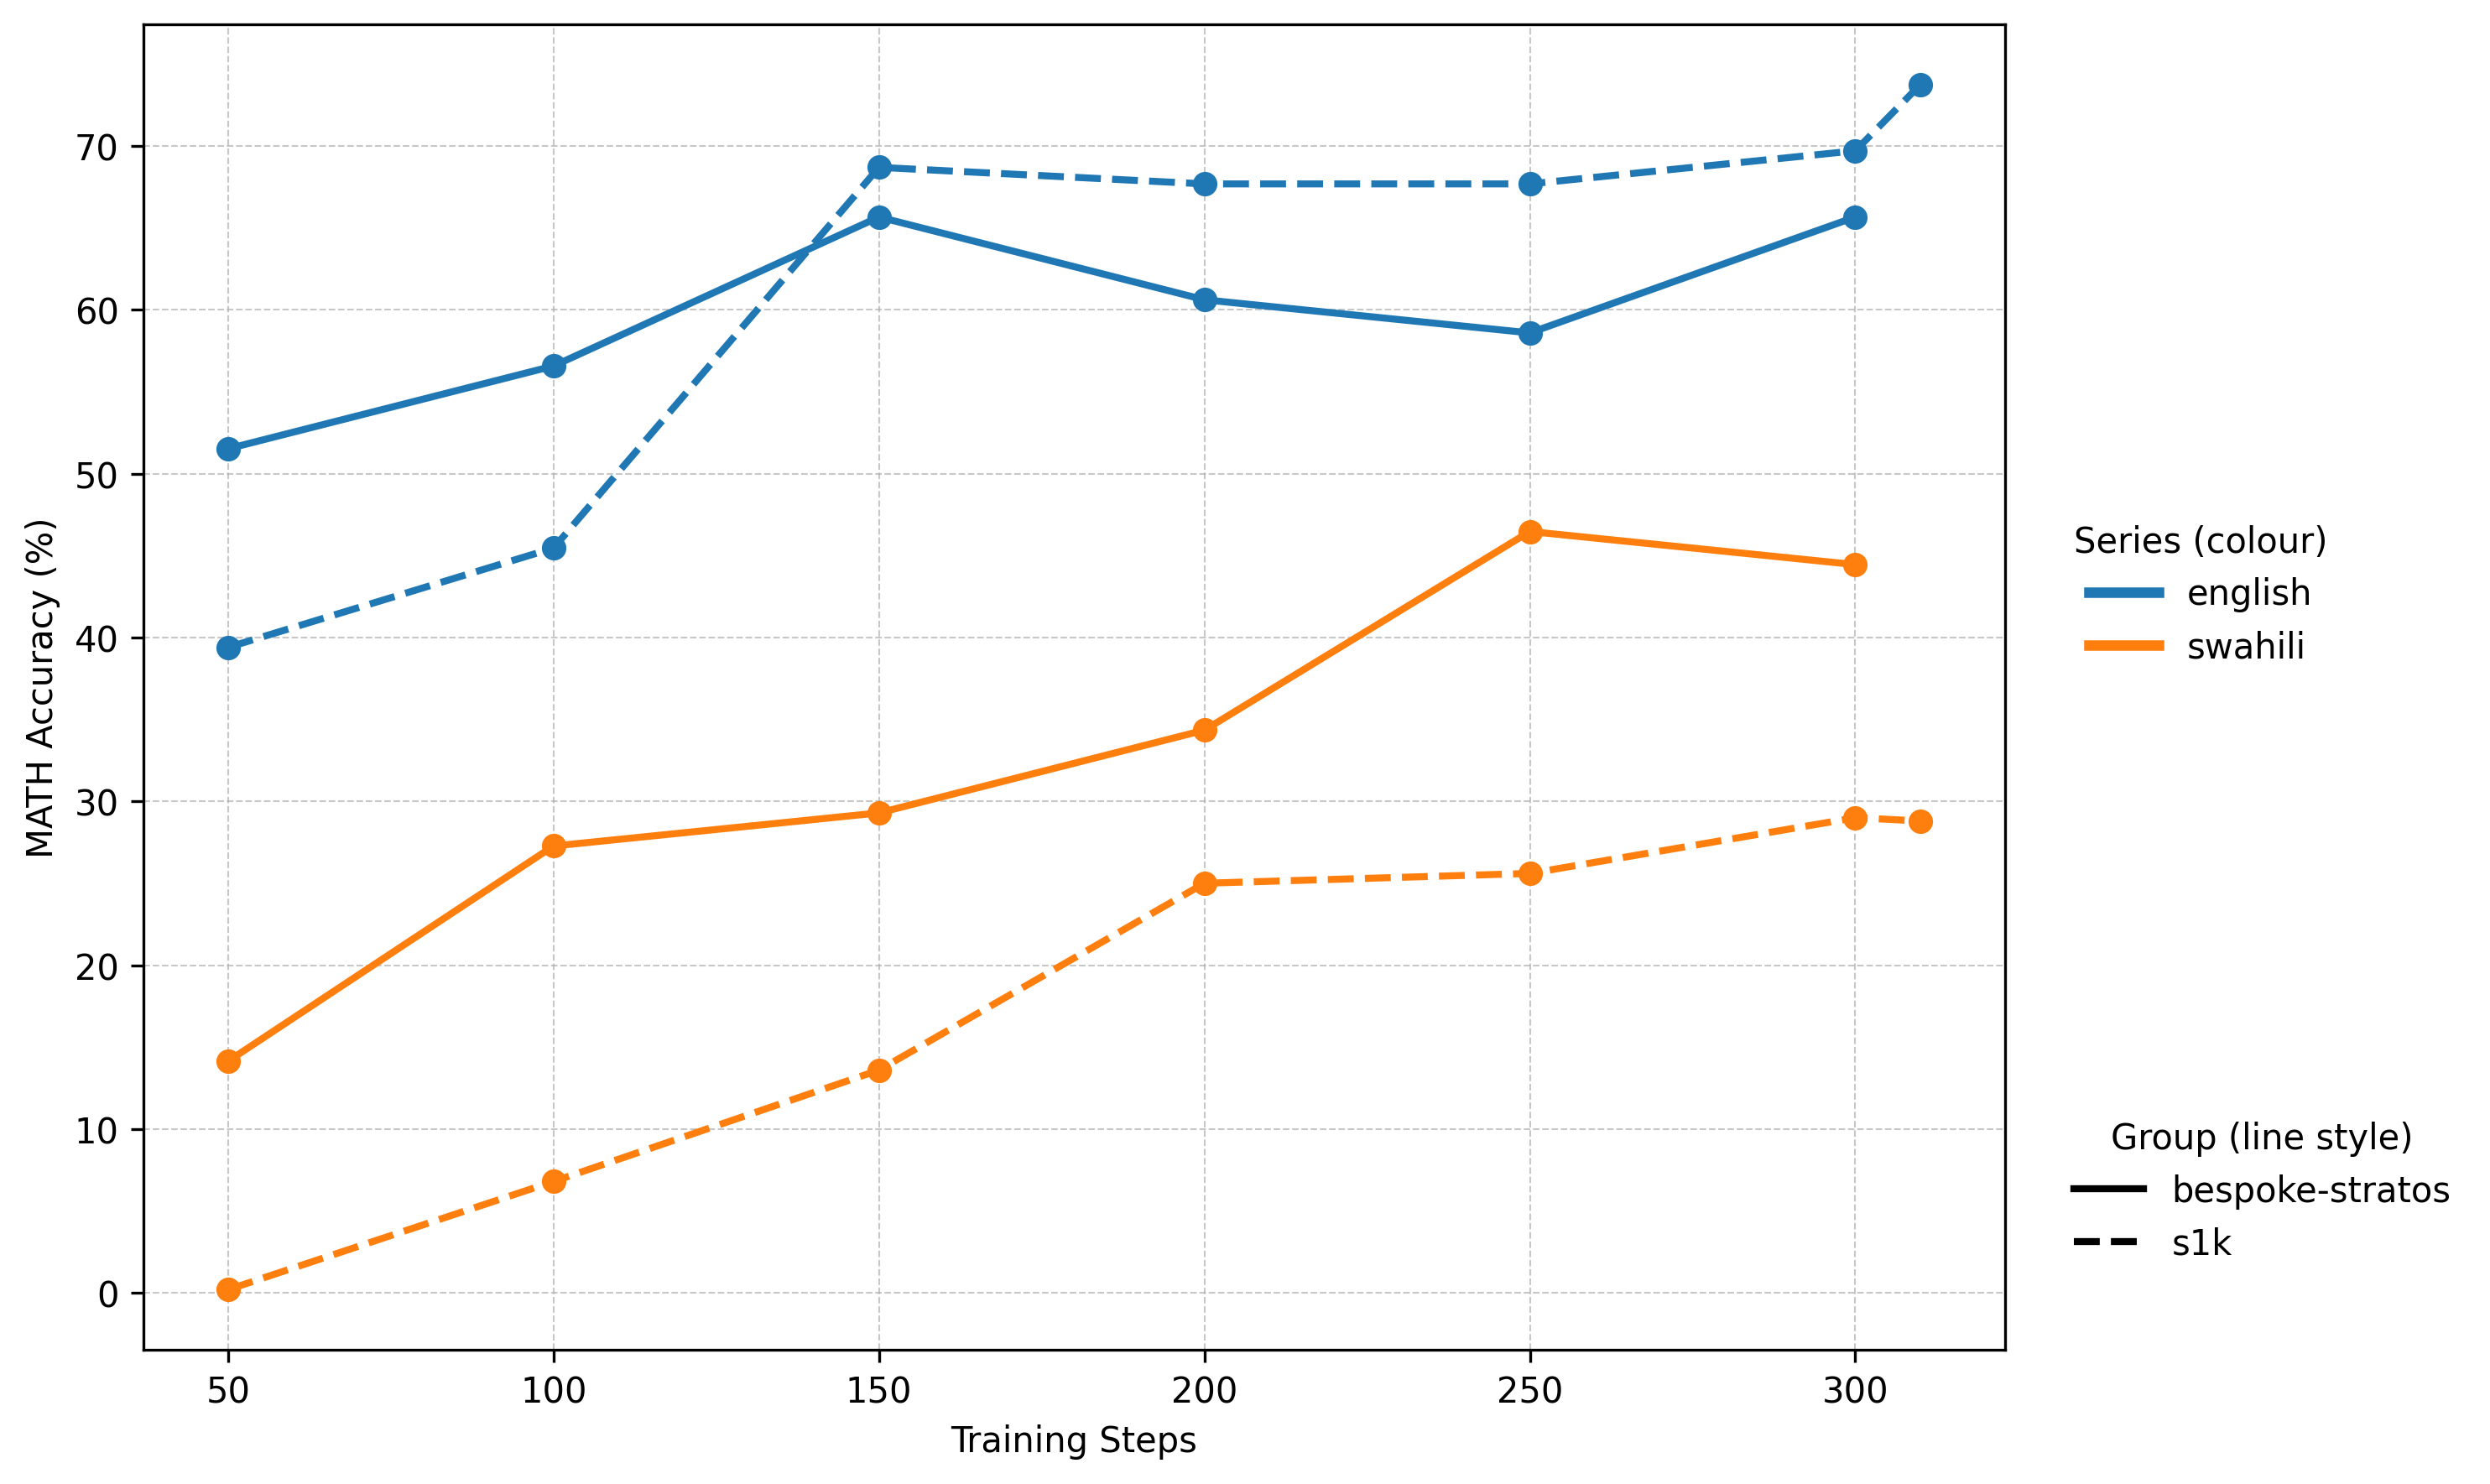 70
60
50
40
30
20
10
0
MATH Accuracy (%)
50 100 150 200 250 300
Training Steps
Series (colour)
english
swahili
Group (line style)
bespoke-stratos
s1k